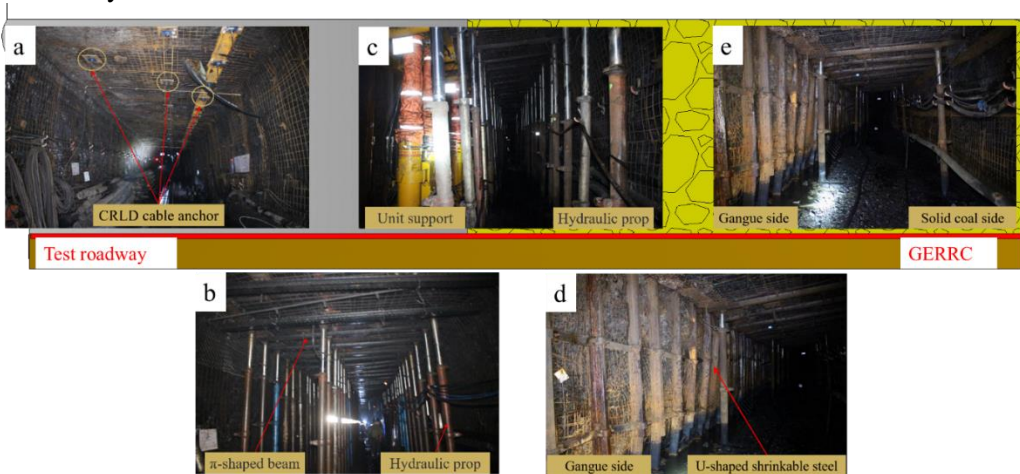 a
c
e
CRLD cable anchor
Unit support
Hydraulic prop
Gangue side
Solid coal side
Test roadway
GERRC
b
d
π-shaped beam
Hydraulic prop
Gangue side
U-shaped shrinkable steel